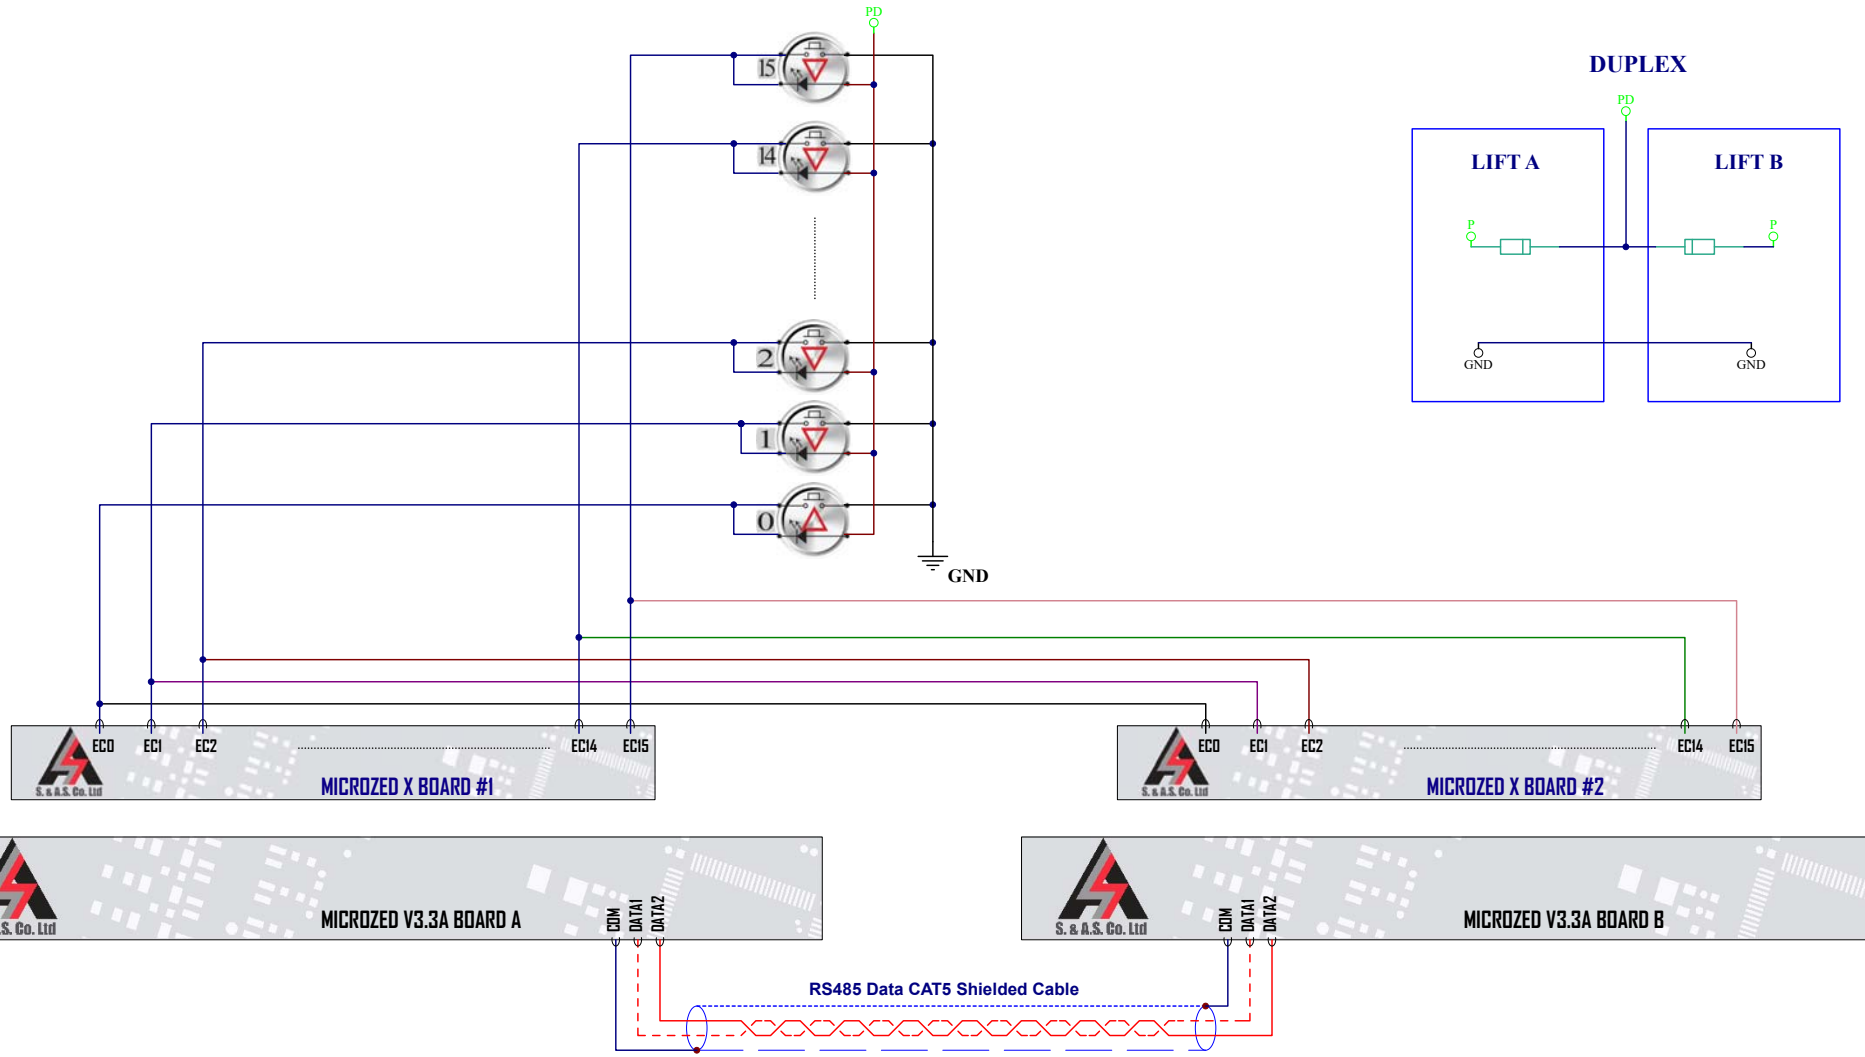 PD
DUPLEX
15
PD
14
LIFT A
LIFT B
P
P
2
GND
GND
1
0
GND
EC0 EC1 EC2 EC14 EC15
S. & A.S. Co. Ltd
MICROZED X BOARD #1
EC0 EC1 EC2 EC14 EC15
S. & A.S. Co. Ltd
MICROZED X BOARD #2
.S. Co. Ltd
MICROZED V3.3A BOARD A
COM
DATA1
DATA2
S. & A.S. Co. Ltd
COM
DATA1
DATA2
MICROZED V3.3A BOARD B
RS485 Data CAT5 Shielded Cable